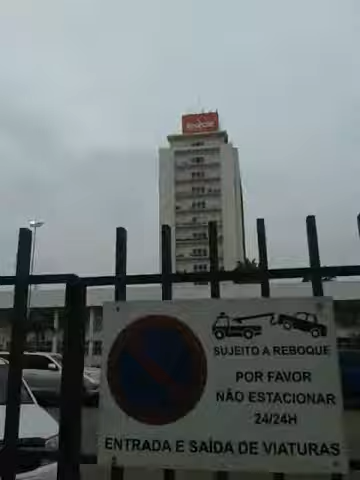 SUJEITO A REBOQUE
POR FAVOR
NÃO ESTACIONAR
24/24H
ENTRADA E SAÍDA DE VIATURAS